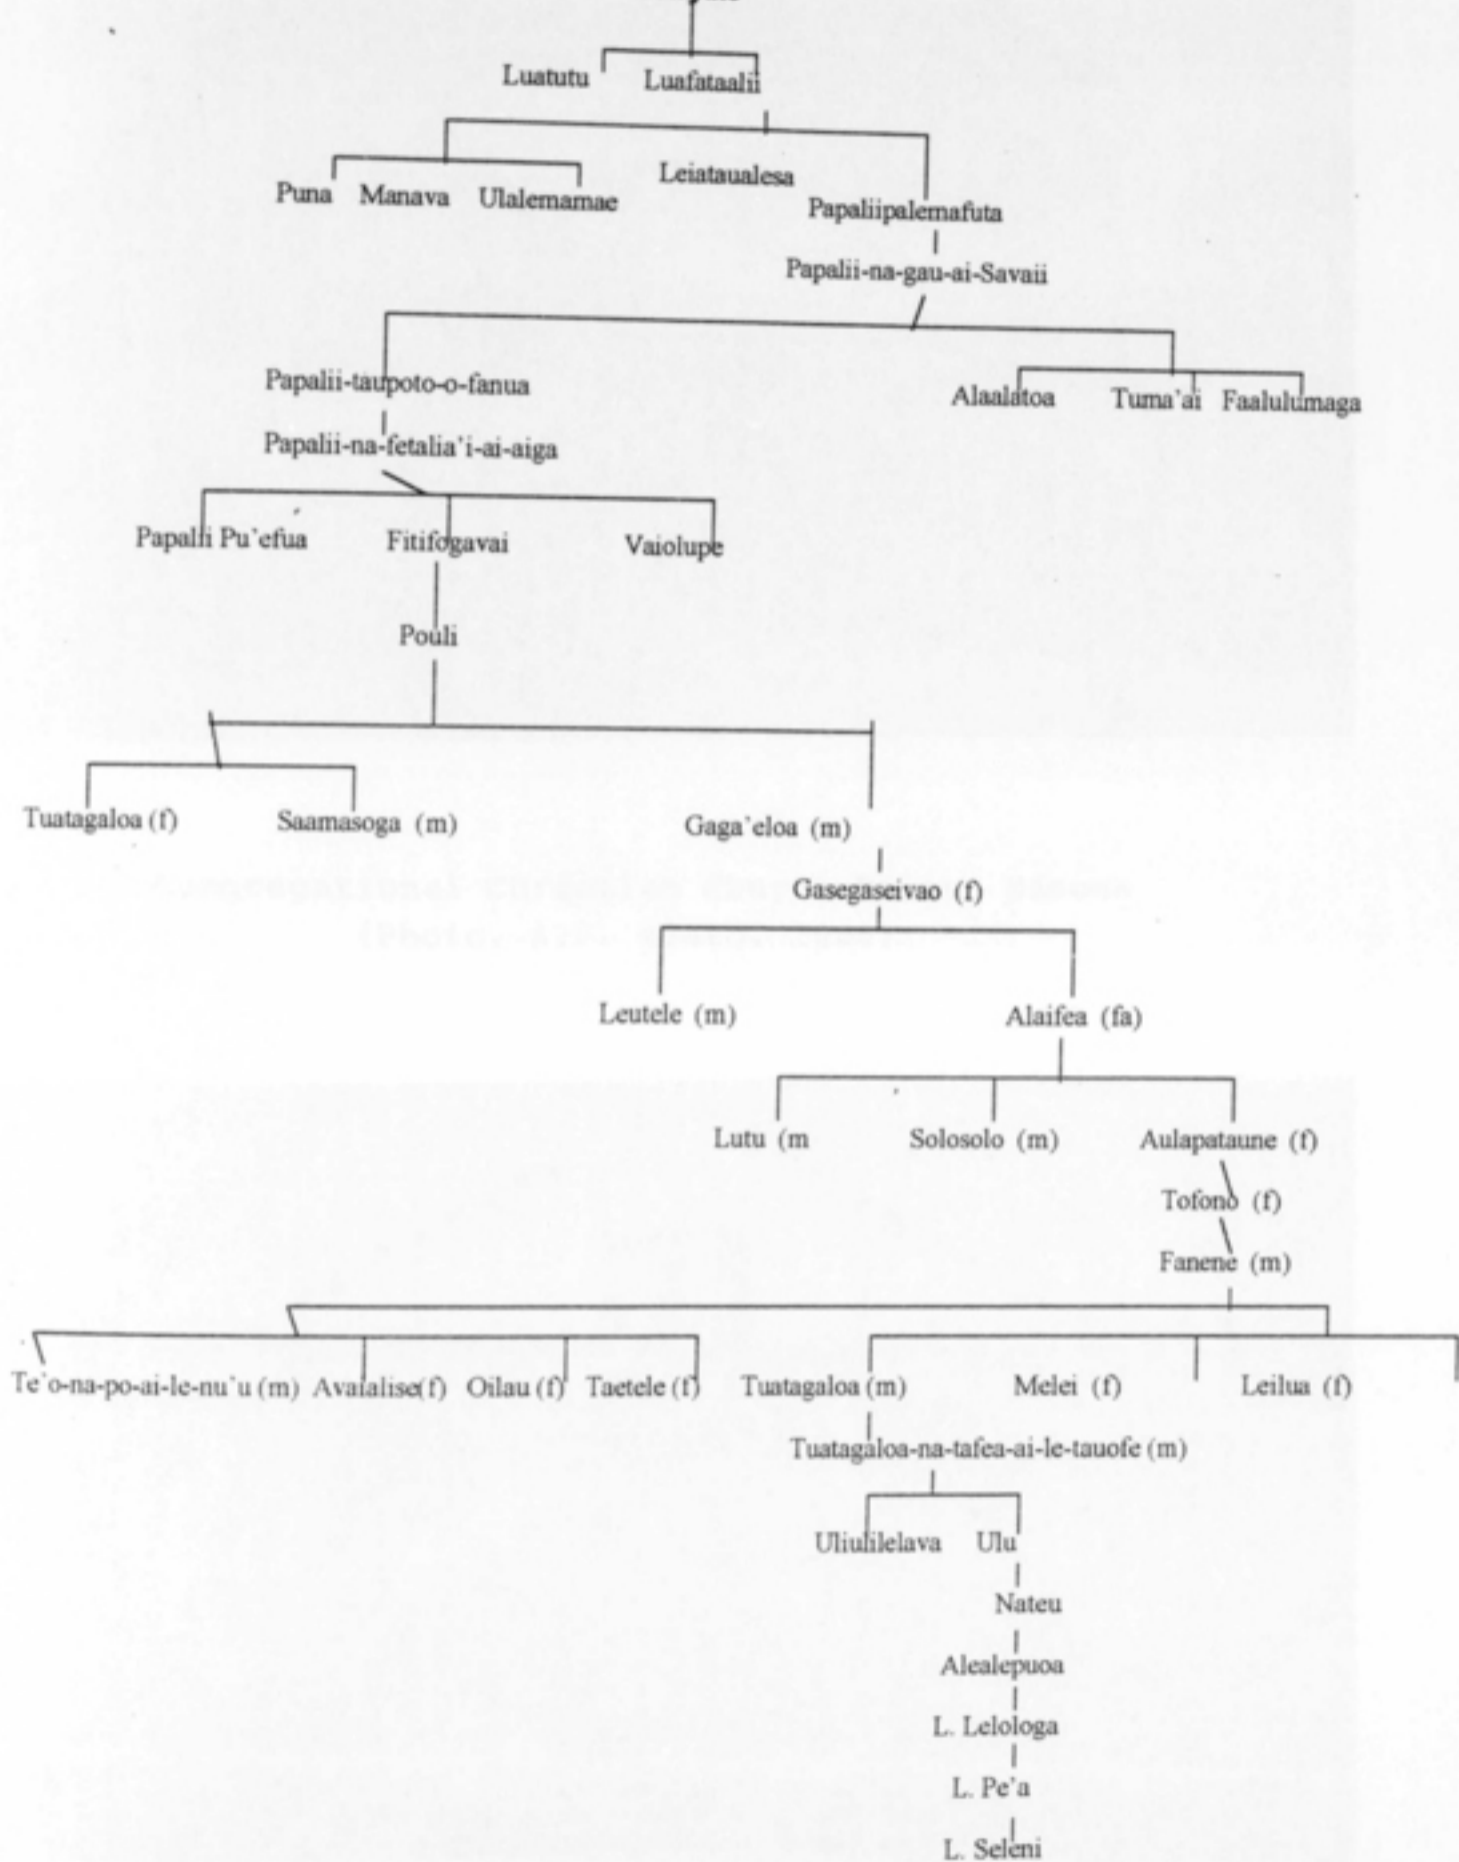 Luatutu Luafataalii
Leiataualesa
Puna Manava Ulalemamae
Papaliipalemafuta
Papalii-na-gau-ai-Savaii
Papalii-taupoto-o-fanua
Alaalatoa Tuma'ai Faalulumaga
Papalii-na-fetalia'i-ai-aiga
Papalii Pu'efua Fitifogavai Vaiolupe
Pouli
Tuatagaloa (f) Saamasoga (m) Gaga'eloa (m)
Gasegaseivao (f)
Leutele (m) Alaifea (fa)
Lutu (m Solosolo (m) Aulapataune (f)
Tofono (f)
Fanene (m)
Te'o-na-po-ai-le-nu'u (m) Avaialise(f) Oilau (f) Taetele (f) Tuatagaloa (m) Melei (f) Leilua (f)
Tuatagaloa-na-tafea-ai-le-tauofe (m)
Uliulilelava Ulu
Nateu
Alealepuoa
L. Lelologa
L. Pe'a
L. Seleni